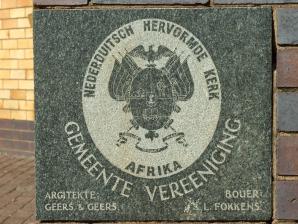 NEDERDUITSCH HERVORMDE KERK
AFRIKA
GEMEENTE VEREENIGING
ARGITEKTE:
GEERS & GEERS
BOUER
L. FOKKENS